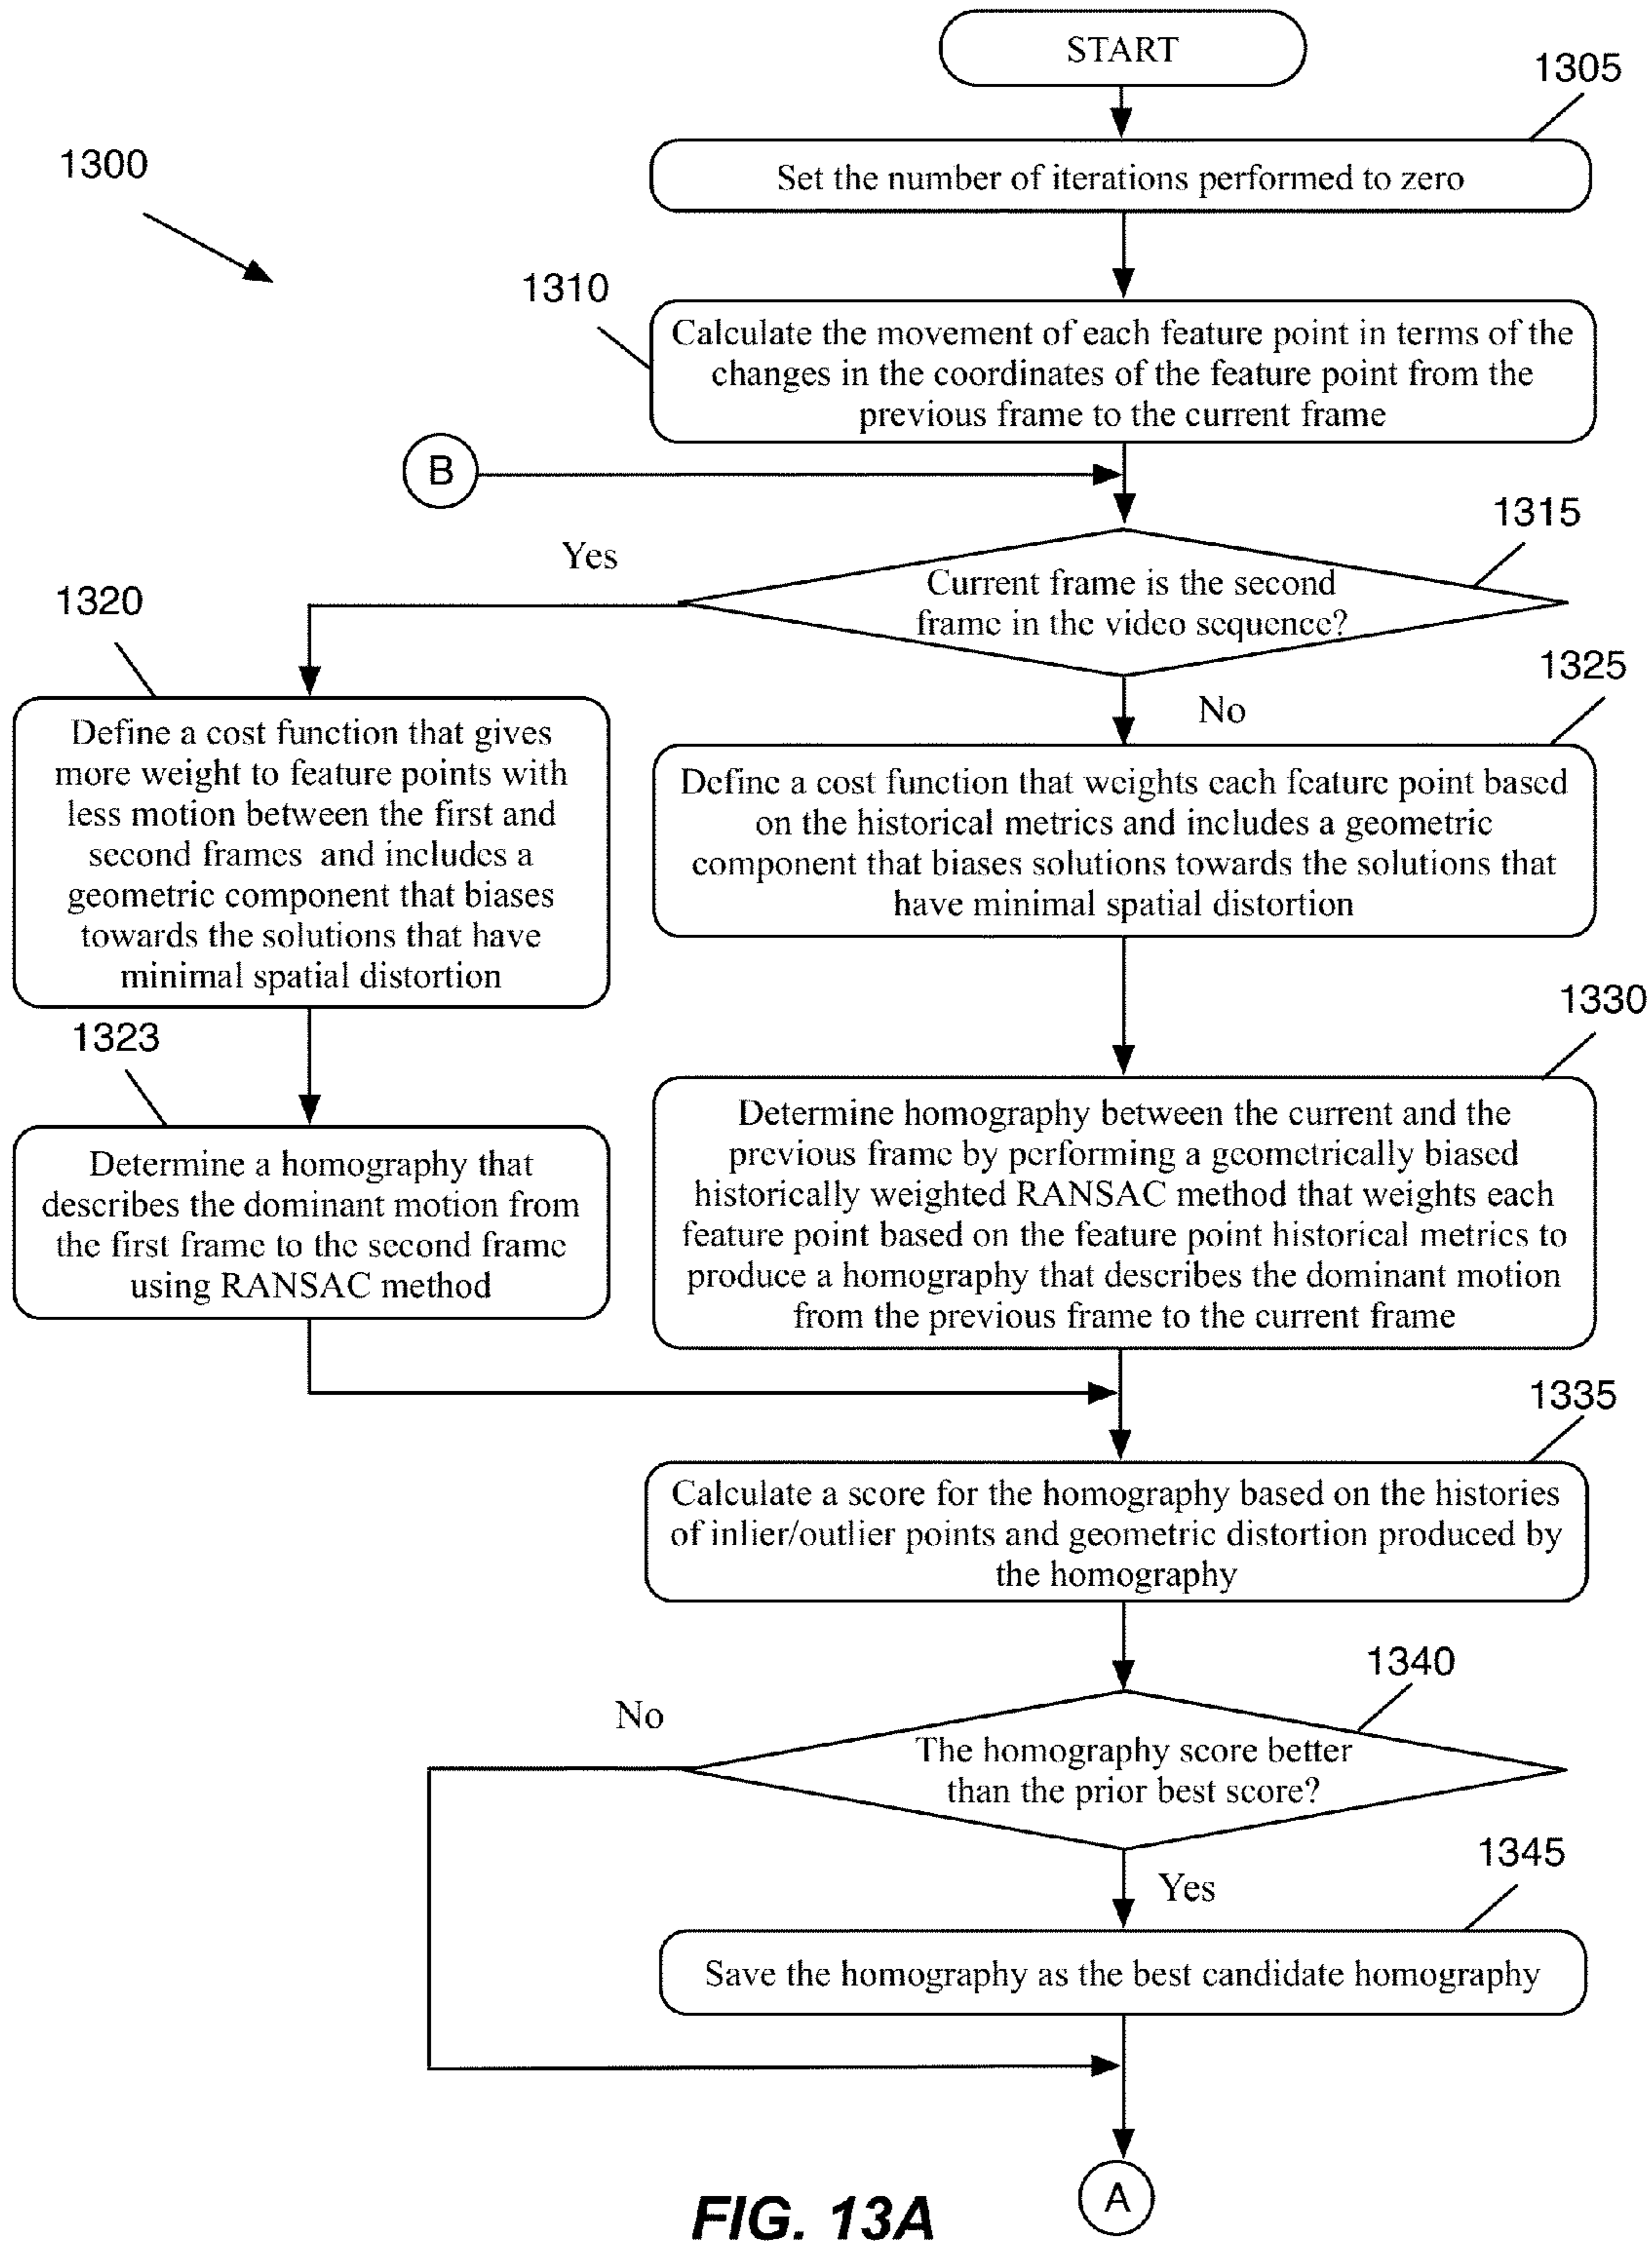 START
1305
Set the number of iterations performed to zero
1300
1310
Calculate the movement of each feature point in terms of the
changes in the coordinates of the feature point from the
previous frame to the current frame
B
1315
Yes
Current frame is the second
frame in the video sequence?
1320
1325
No
Define a cost function that gives
more weight to feature points with
less motion between the first and
second frames and includes a
geometric component that biases
towards the solutions that have
minimal spatial distortion
Define a cost function that weights each feature point based
on the historical metrics and includes a geometric
component that biases solutions towards the solutions that
have minimal spatial distortion
1323
1330
Determine a homography that
describes the dominant motion from
the first frame to the second frame
using RANSAC method
Determine homography between the current and the
previous frame by performing a geometrically biased
historically weighted RANSAC method that weights each
feature point based on the feature point historical metrics to
produce a homography that describes the dominant motion
from the previous frame to the current frame
1335
Calculate a score for the homography based on the histories
of inlier/outlier points and geometric distortion produced by
the homography
1340
No
The homography score better
than the prior best score?
1345
Yes
Save the homography as the best candidate homography
A
FIG. 13A